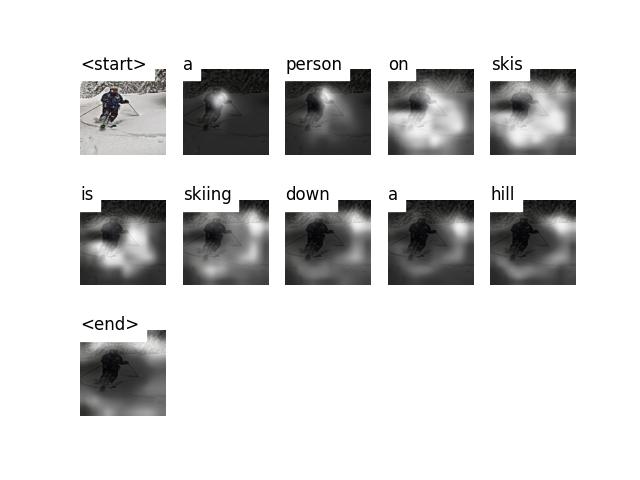 <start> a person on skis
is skiing down a hill
<end>